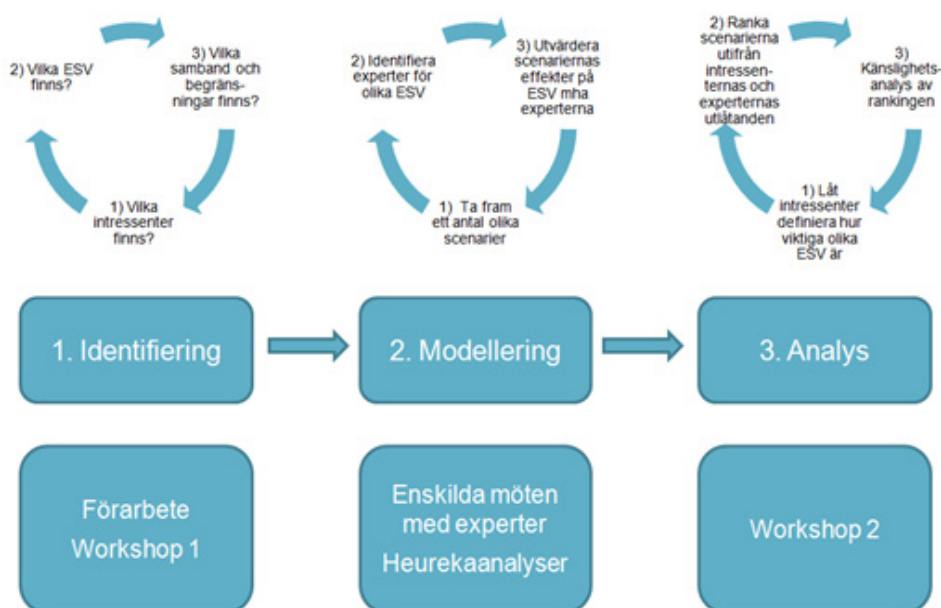 2) Vilka ESV
finns?
3) Vilka
samband och
begräns-
ningar finns?
1) Vilka
intressenter
finns?
2) Identifiera
experter för
olika ESV
3) Utvärdera
scenariernas
effekter på
ESV mha
experterna
1) Ta fram
ett antal olika
scenarier
2) Ranka
scenarierna
utifrån
intressen-
ternas och
experternas
utlåtanden
3)
Känslighets-
analys av
rankingen
1) Låt
intressenter
definiera hur
viktiga olika
ESV är
1. Identifiering
2. Modellering
3. Analys
Förarbete
Workshop 1
Enskilda möten
med experter
Heurekaanalyser
Workshop 2